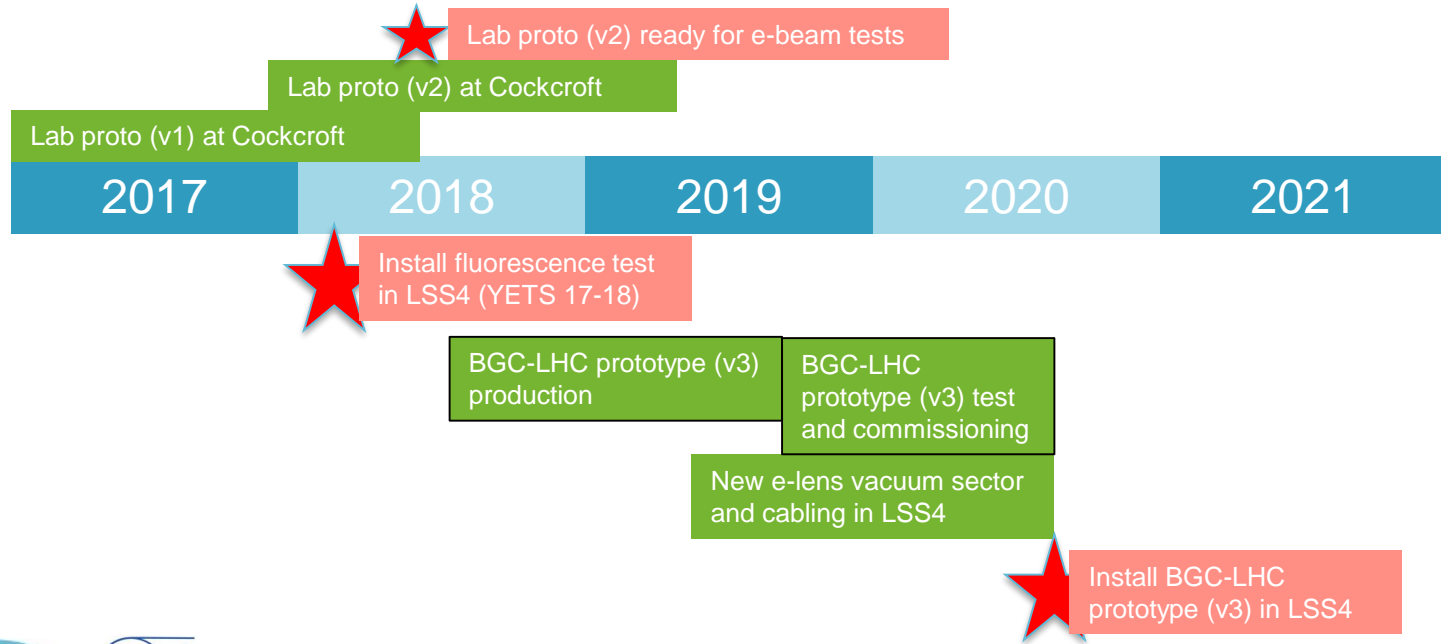 Lab proto (v2) ready for e-beam tests
Lab proto (v2) at Cockcroft
Lab proto (v1) at Cockcroft
2017
2018
2019
2020
2021
Install fluorescence test
in LSS4 (YETS 17-18)
BGC-LHC prototype (v3)
production
BGC-LHC
prototype (v3) test
and commissioning
New e-lens vacuum sector
and cabling in LSS4
Install BGC-LHC
prototype (v3) in LSS4